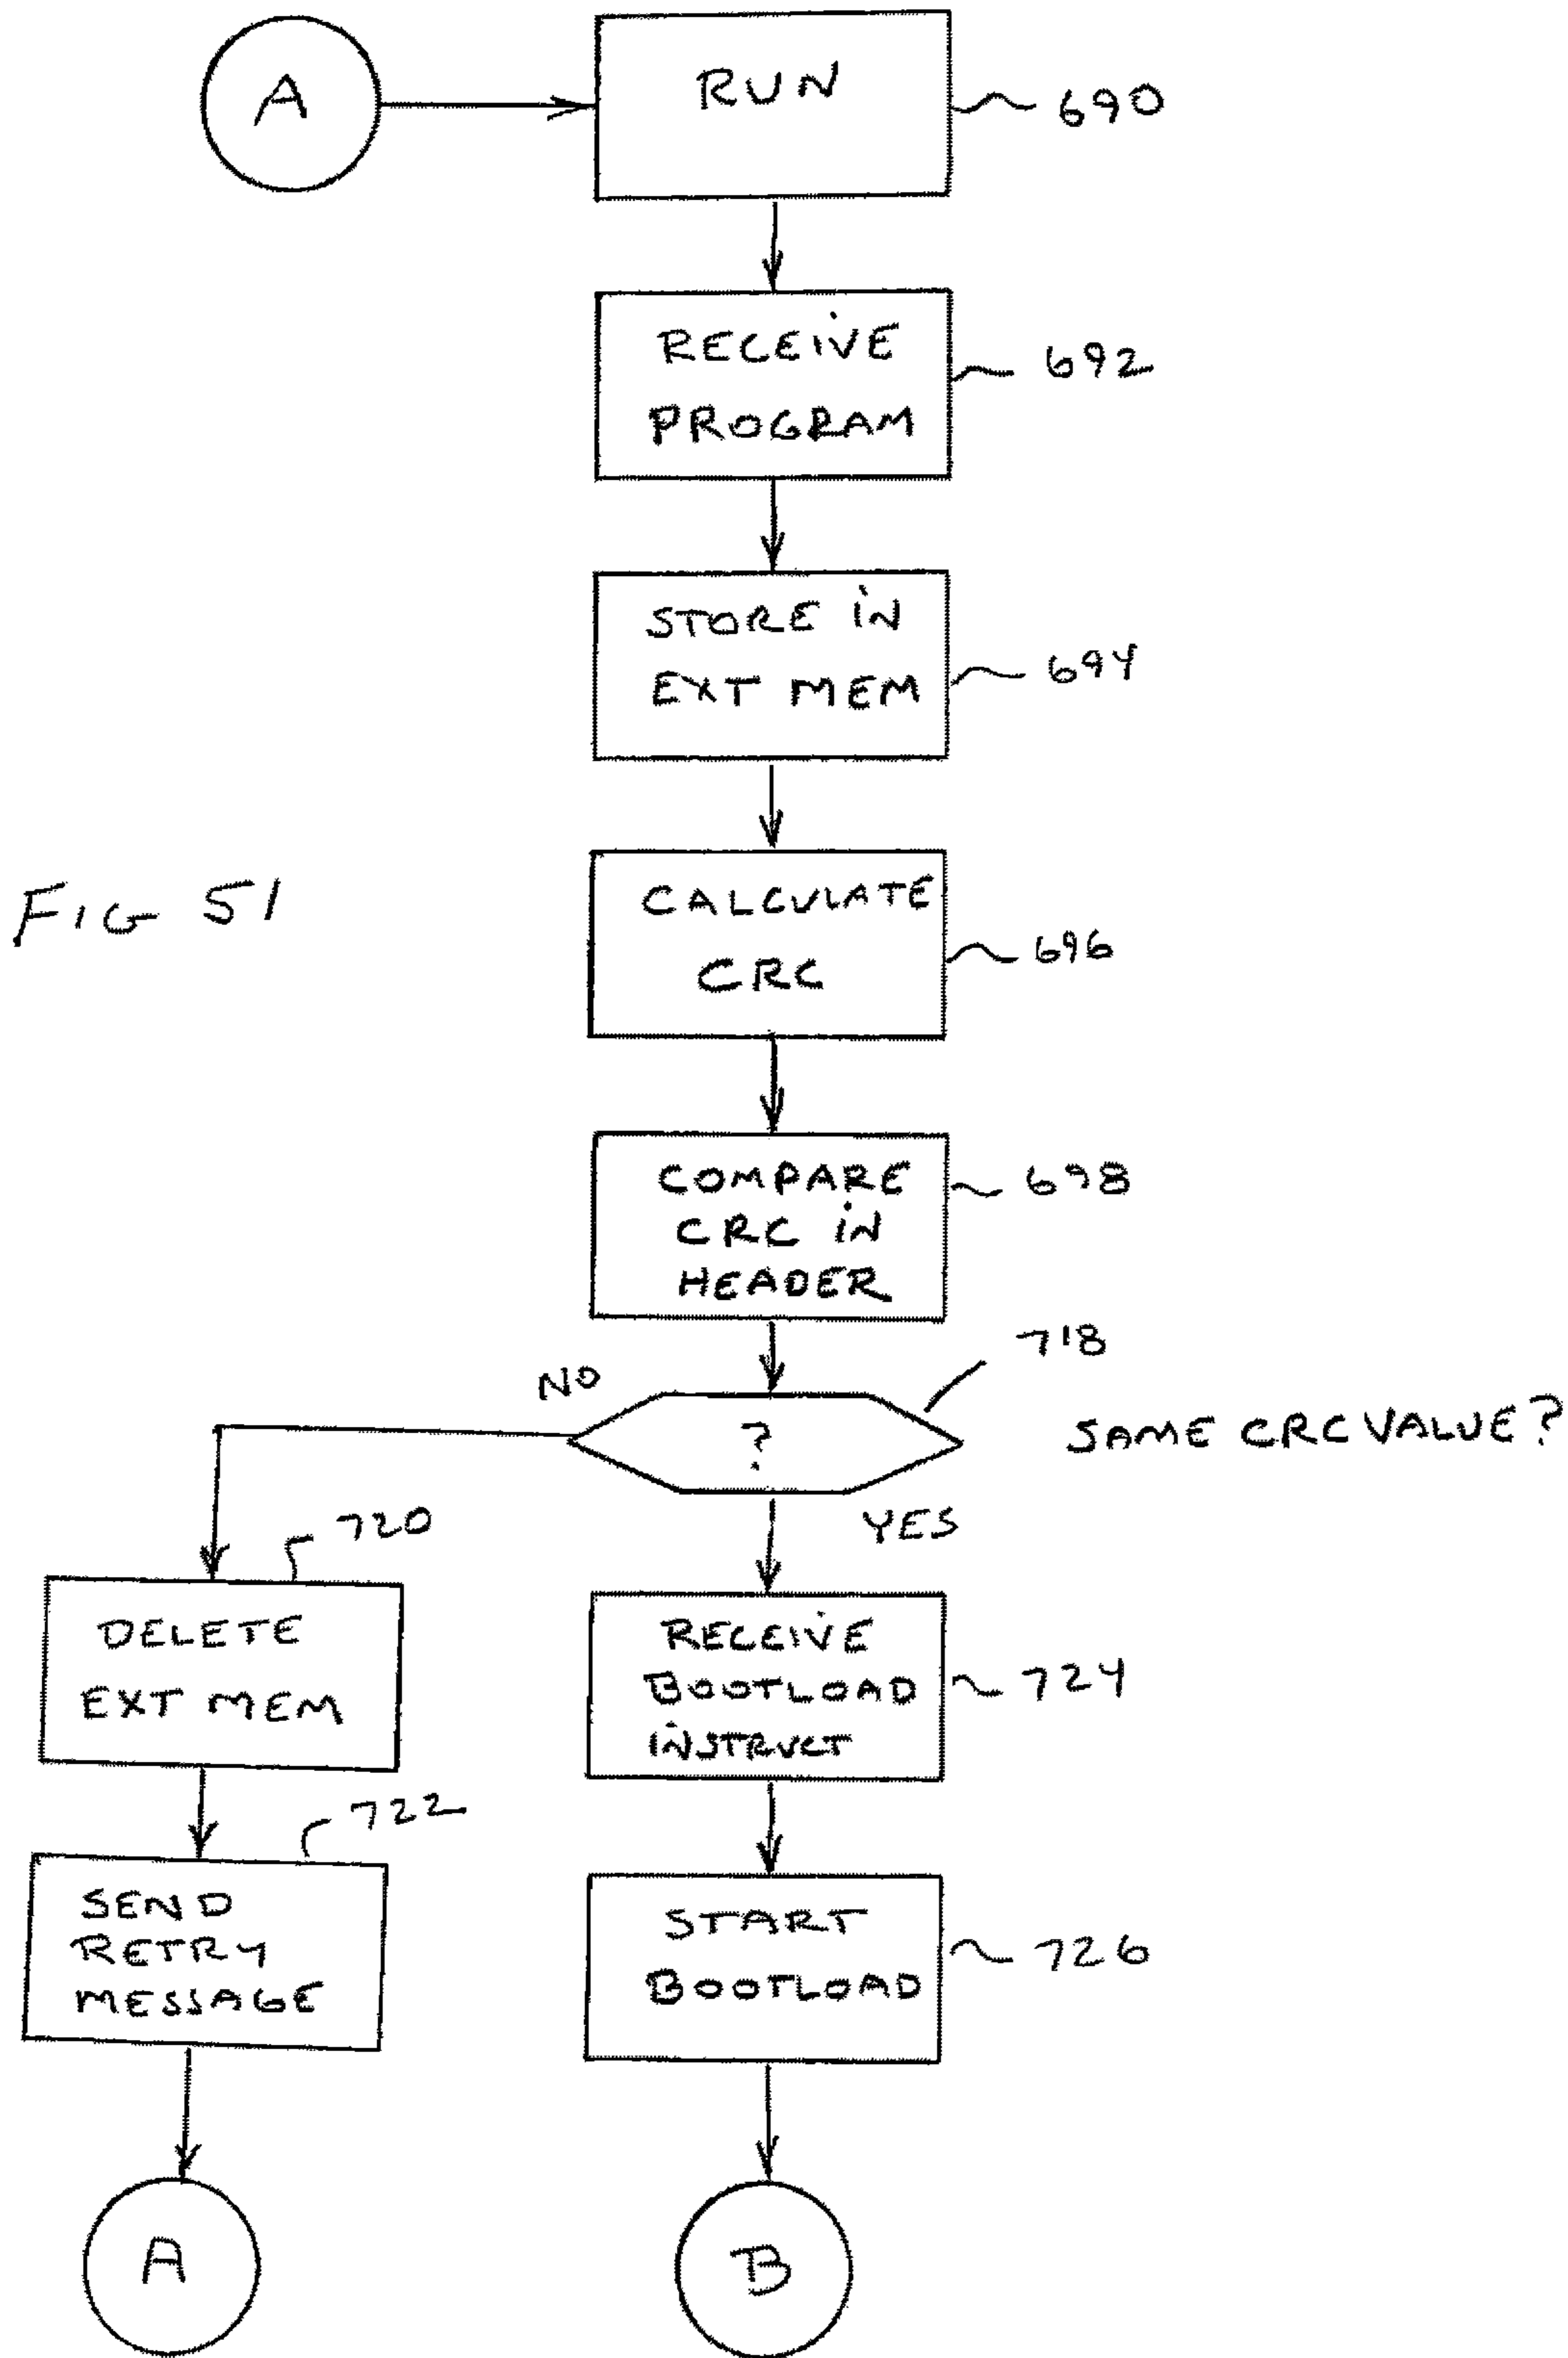 A
RUN
690
RECEIVE
PROGRAM
692
STORE IN
EXT MEM
694
FIG 51
CALCULATE
CRC
696
COMPARE
CRC IN
HEADER
698
718
NO
?
SAME CRC VALUE?
YES
720
DELETE
EXT MEM
RECEIVE
BOOTLOAD
INSTRUCT
724
722
SEND
RETRY
MESSAGE
START
BOOTLOAD
726
A
B